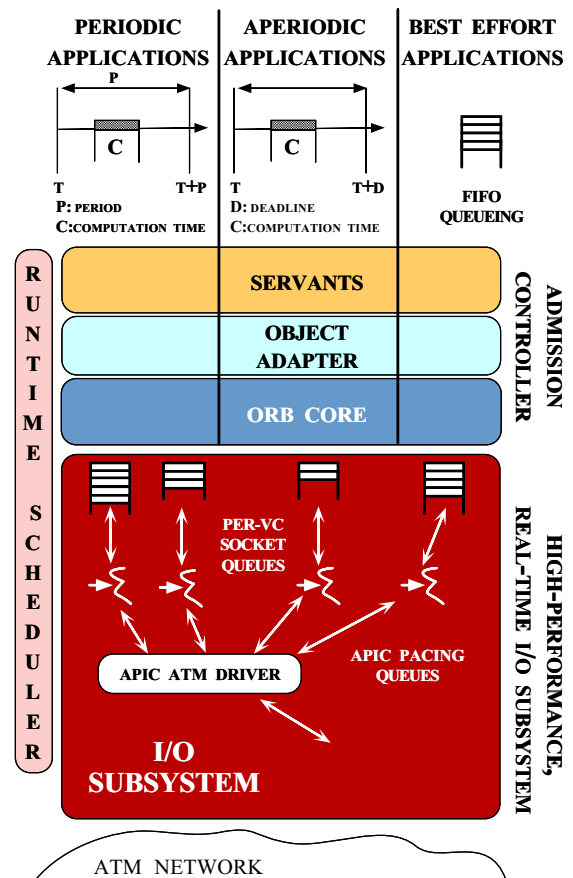 PERIODIC
APPLICATIONS
P
C
T
T+P
P: PERIOD
C:COMPUTATION TIME
APERIODIC
APPLICATIONS
C
T
T+D
D: DEADLINE
C:COMPUTATION TIME
BEST EFFORT
APPLICATIONS
FIFO
QUEUEING
RUNTIME SCHEDULER
SERVANTS
OBJECT
ADAPTER
ORB CORE
ADMISSION
CONTROLLER
PER-VC
SOCKET
QUEUES
APIC ATM DRIVER
APIC PACING
QUEUES
I/O
SUBSYSTEM
HIGH-PERFORMANCE,
REAL-TIME I/O SUBSYSTEM
ATM NETWORK